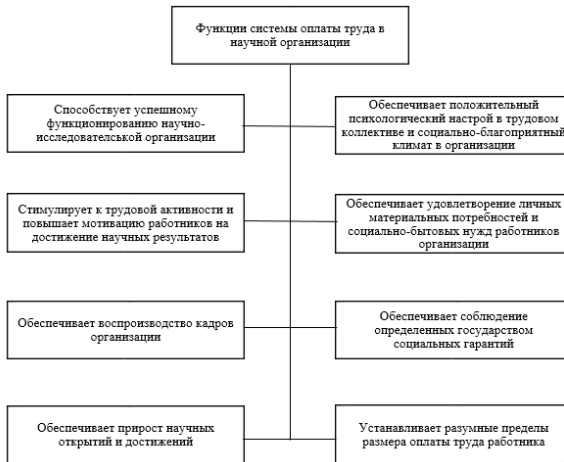 Функции системы оплаты труда в
научной организации
Способствует успешному
функционированию научно-
исследователськой организации
Обеспечивает положительный
психологический настрой в трудовом
коллективе и социально-благоприятный
климат в организации
Стимулирует к трудовой активности и
повышает мотивацию работников на
достижение научных результатов
Обеспечивает удовлетворение личных
материальных потребностей и
социально-бытовых нужд работников
организации
Обеспечивает воспроизводство кадров
организации
Обеспечивает соблюдение
определенных государством
социальных гарантий
Обеспечивает прирост научных
открытий и достижений
Устанавливает разумные пределы
размера оплаты труда работника